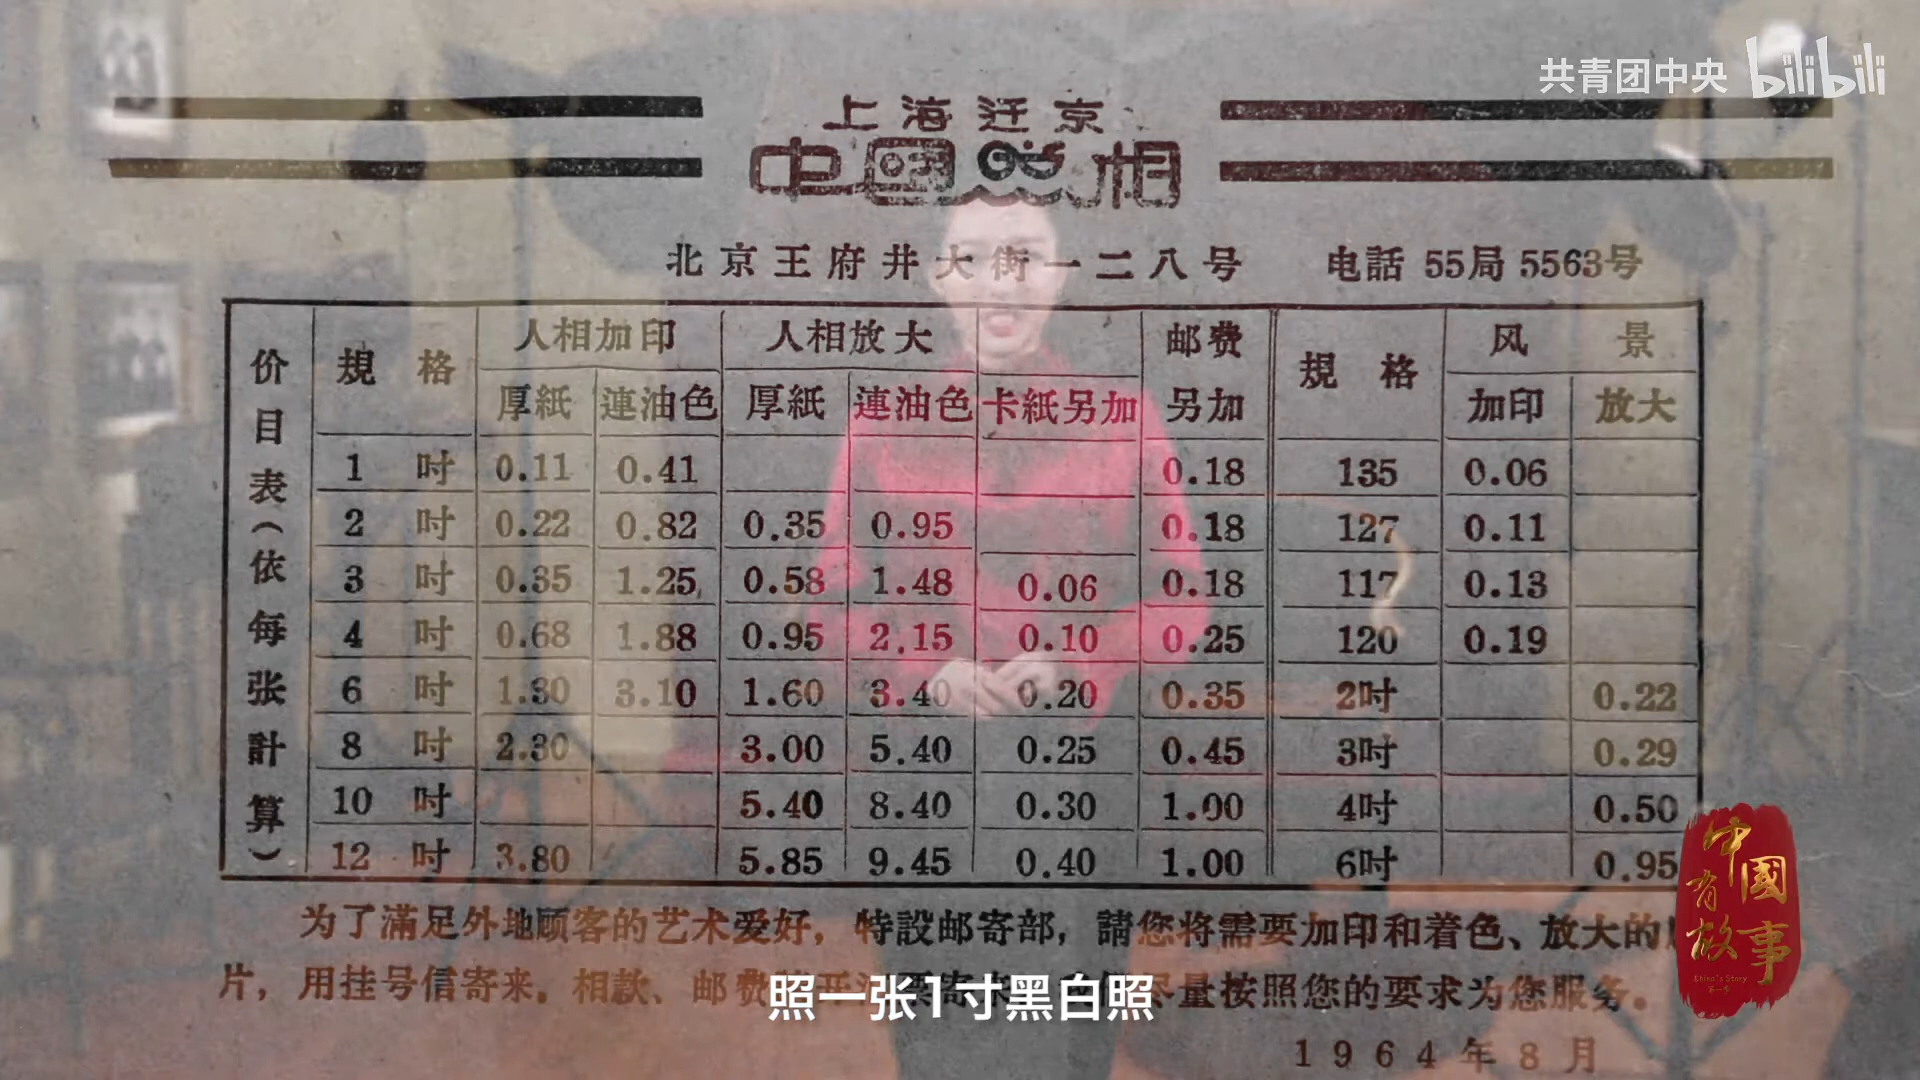 共青团中央 bilibili
上海迁京
中國照相
北京王府井大街一二八号 电話 55局 5563号
价目表(依每张計算)
規格 人相加印 人相放大 邮费 規格 风景
厚紙 連油色 厚紙 連油色 卡紙另加 另加 加印 放大
1 吋 0.11 0.41 0.18 135 0.06
2 吋 0.22 0.82 0.35 0.95 0.18 127 0.11
3 吋 0.35 1.25 0.58 1.48 0.06 0.18 117 0.13
4 吋 0.68 1.88 0.95 2.15 0.10 0.25 120 0.19
6 吋 1.30 3.10 1.60 3.40 0.20 0.35 2吋 0.22
8 吋 2.30 3.00 5.40 0.25 0.45 3吋 0.29
10 吋 5.40 8.40 0.30 1.00 4吋 0.50
12 吋 3.80 5.85 9.45 0.40 1.00 6吋 0.95
为了滿足外地顾客的艺术爱好，特設邮寄部，請您将需要加印和着色、放大的
片，用挂号信寄来。相款、邮费 尽量按照您的要求为您服务。
照一张1寸黑白照
1964年8月
中國有故事
China's Story